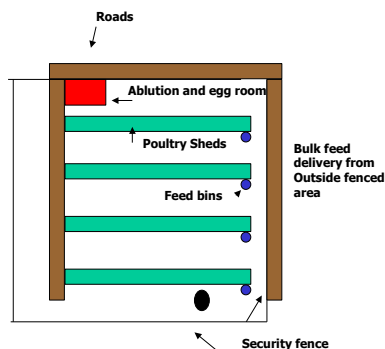 Roads
Ablution and egg room
Poultry Sheds
Bulk feed
delivery from
Outside fenced
area
Feed bins
Security fence